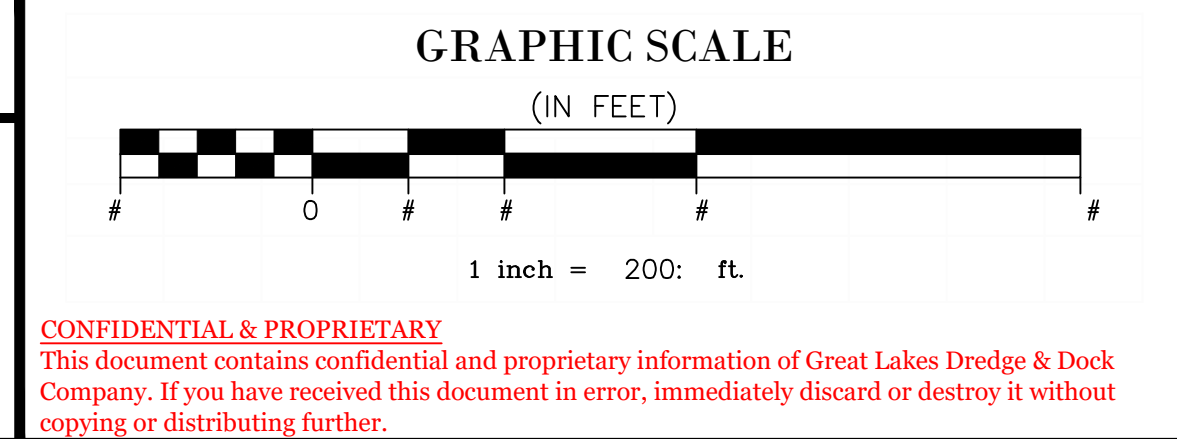 GRAPHIC SCALE
(IN FEET)
# 0 # # # #
1 inch = 200: ft.
CONFIDENTIAL & PROPRIETARY
This document contains confidential and proprietary information of Great Lakes Dredge & Dock
Company. If you have received this document in error, immediately discard or destroy it without
copying or distributing further.